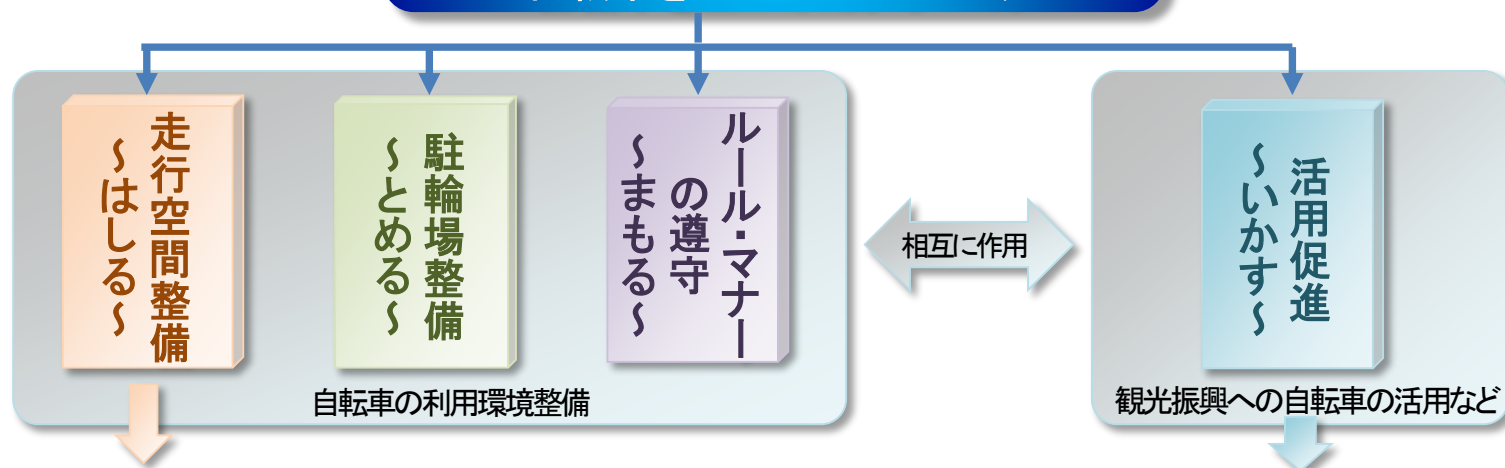 走行空間整備
～はしる～
駐輪場整備
～とめる～
ルール・マナー
の遵守
～まもる～
相互に作用
活用促進
～いかす～
自転車の利用環境整備
観光振興への自転車の活用など